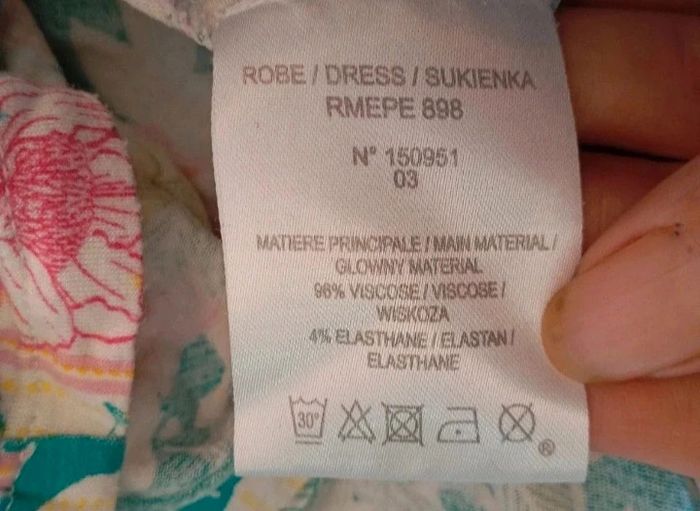 ROBE / DRESS / SUKIENKA
RMEPE 898
N° 150951
03
MATIERE PRINCIPALE / MAIN MATERIAL /
GLOWNY MATERIAL
96% VISCOSE / VISCOSE /
WISKOZA
4% ELASTHANE / ELASTAN /
ELASTHANE
30°
®